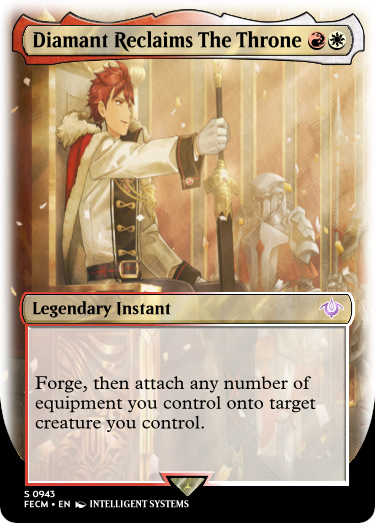 Diamant Reclaims The Throne
Legendary Instant
Forge, then attach any number of
equipment you control onto target
creature you control.
S 0943
FECM • EN INTELLIGENT SYSTEMS